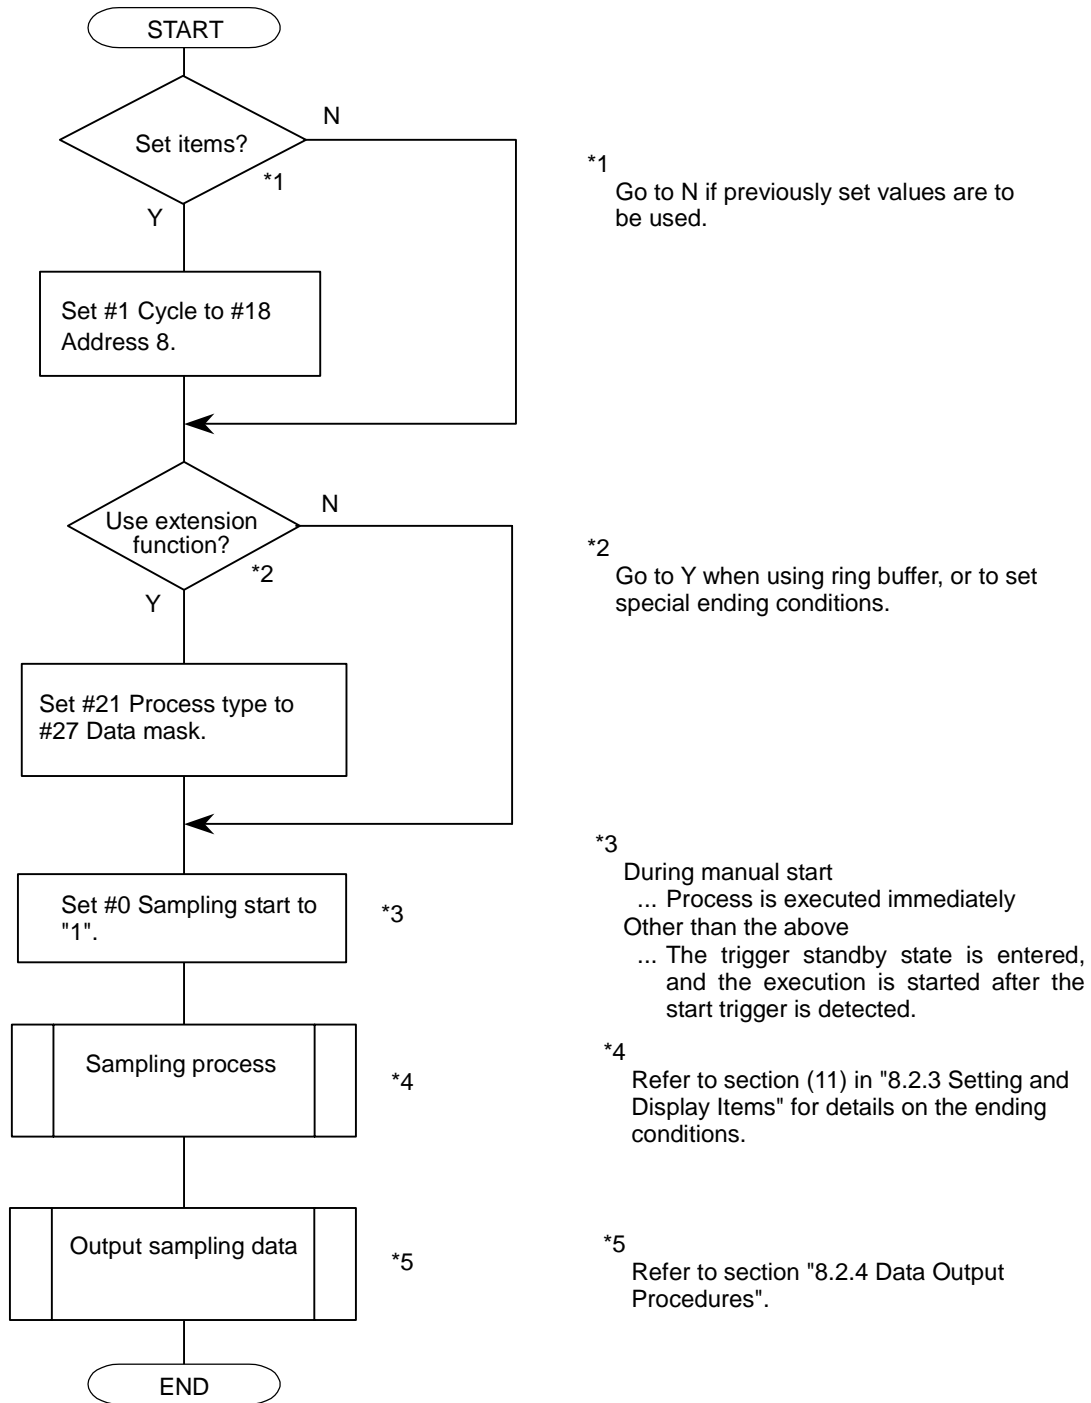 START
Set items?
N
*1
Y
*1
Go to N if previously set values are to
be used.
Set #1 Cycle to #18
Address 8.
Use extension
function?
N
*2
Y
*2
Go to Y when using ring buffer, or to set
special ending conditions.
Set #21 Process type to
#27 Data mask.
Set #0 Sampling start to
"1".
*3
*3
During manual start
... Process is executed immediately
Other than the above
... The trigger standby state is entered,
and the execution is started after the
start trigger is detected.
Sampling process
*4
*4
Refer to section (11) in "8.2.3 Setting and
Display Items" for details on the ending
conditions.
Output sampling data
*5
*5
Refer to section "8.2.4 Data Output
Procedures".
END